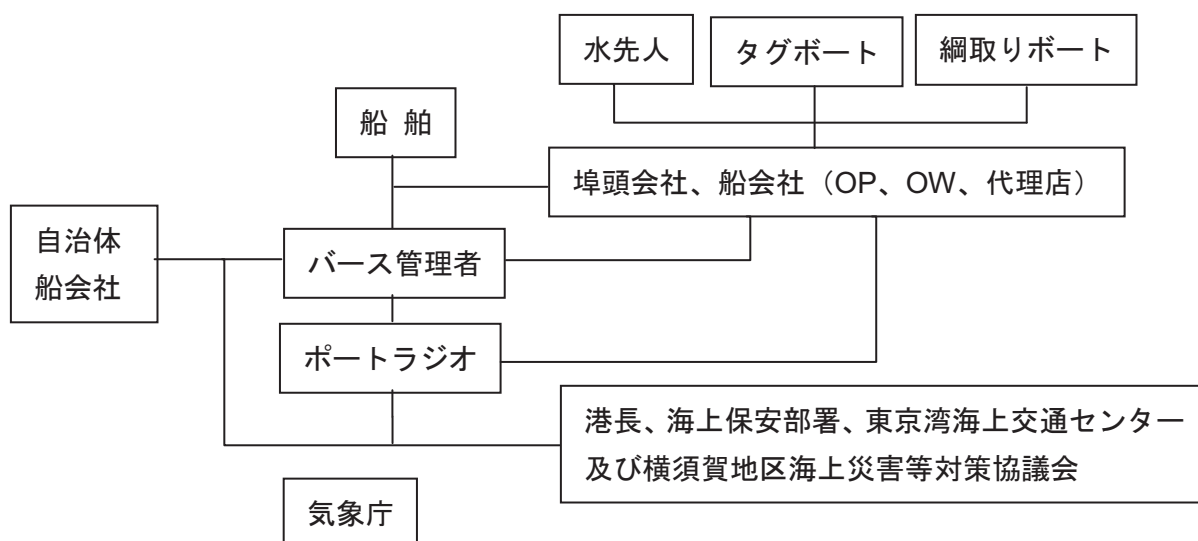 水先人
タグボート
綱取りボート
船 舶
埠頭会社、船会社（OP、OW、代理店）
自治体
船会社
バース管理者
ポートラジオ
港長、海上保安部署、東京湾海上交通センター
及び横須賀地区海上災害等対策協議会
気象庁